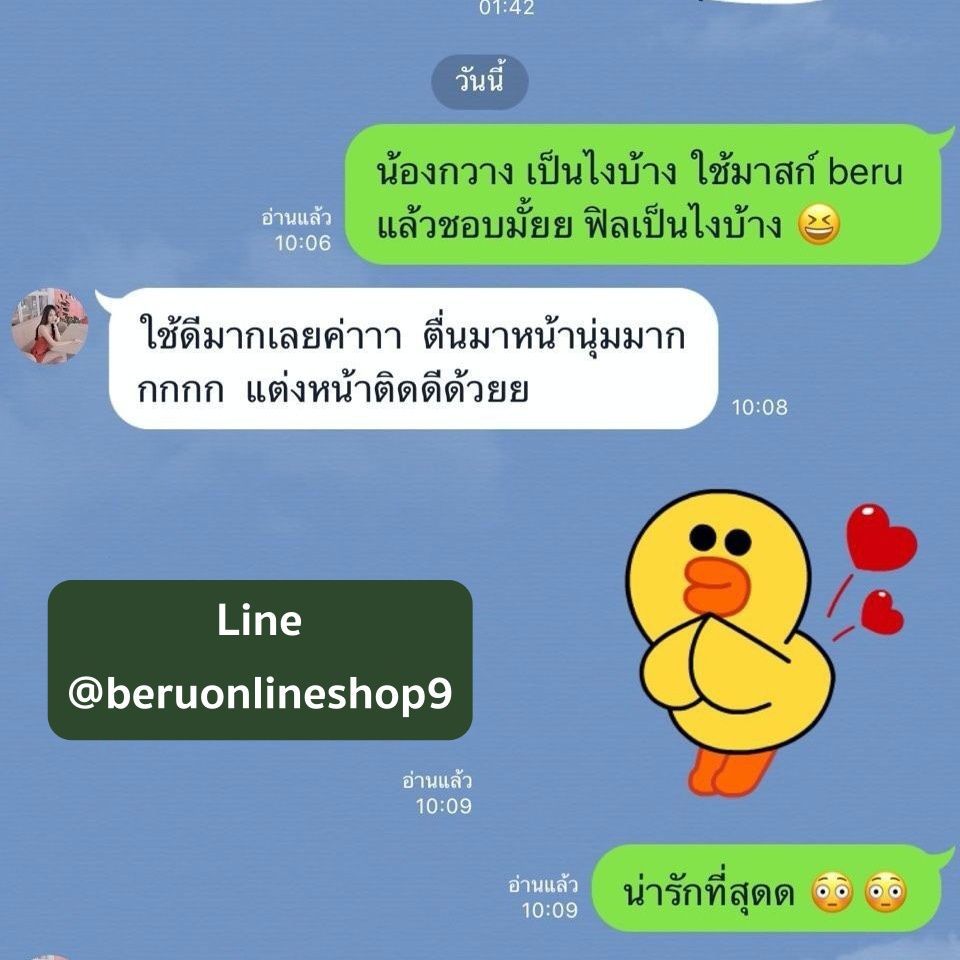 01:42
วันนี้
น้องกวาง เป็นไงบ้าง ใช้มาสก์ beru
แล้วชอบมั้ยย ฟิลเป็นไงบ้าง 😆
อ่านแล้ว
10:06
ใช้ดีมากเลยค่าาา ตื่นมาหน้านุ่มมาก
กกกก แต่งหน้าติดดีด้วยย
10:08
Line
@beruonlineshop9
อ่านแล้ว
10:09
น่ารักที่สุดด 😳 😳
อ่านแล้ว
10:09